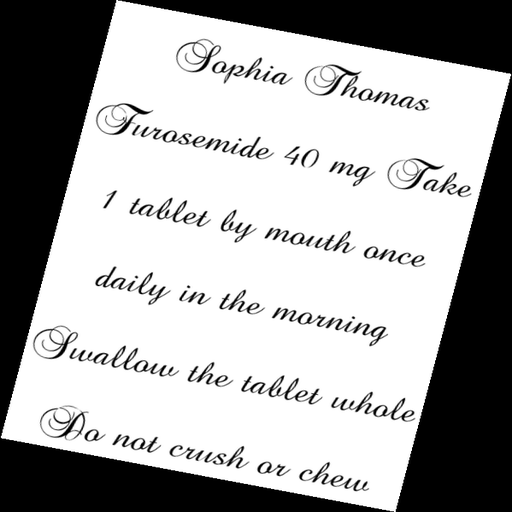 Sophia Thomas
Furosemide 40 mg Take
1 tablet by mouth once
daily in the morning
Swallow the tablet whole
Do not crush or chew